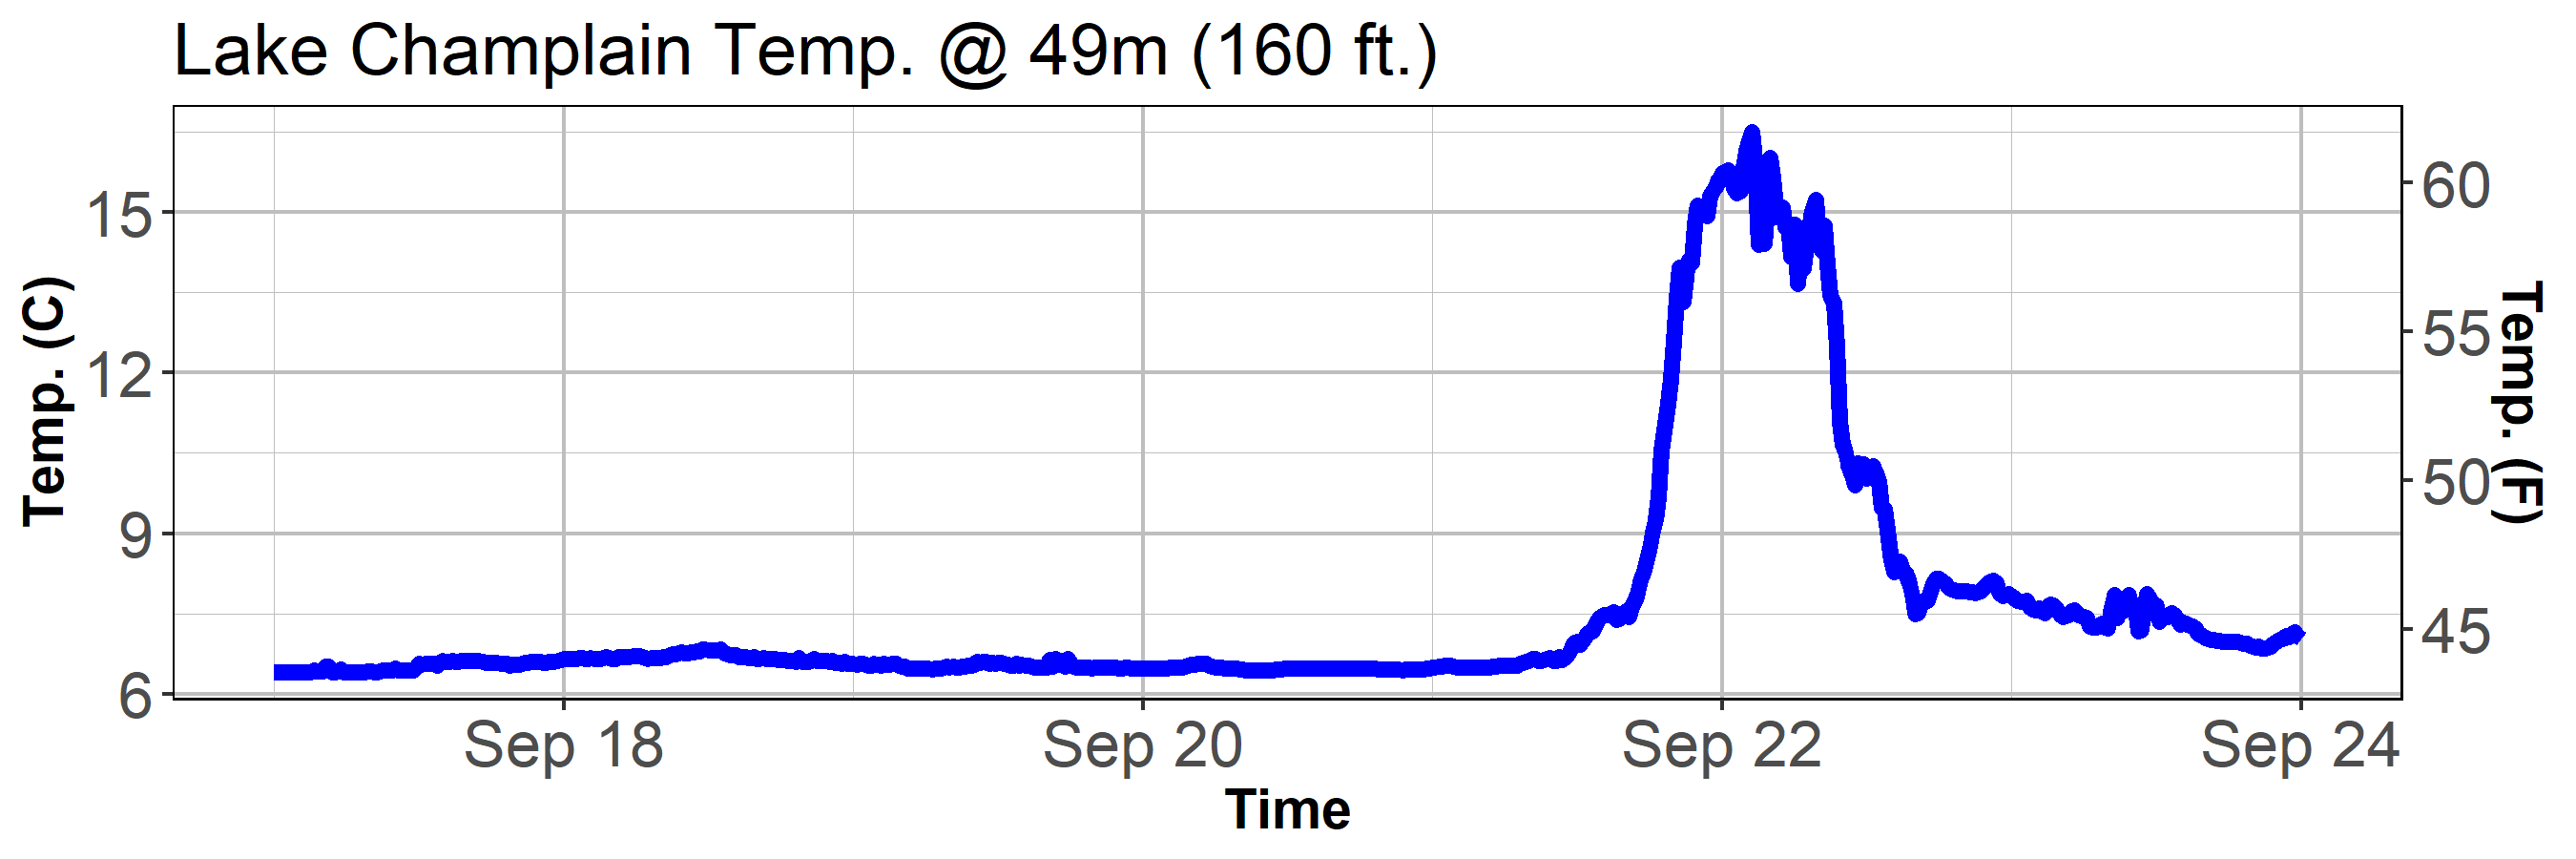 Lake Champlain Temp. @ 49m (160 ft.)
Temp. (C)
15
12
9
6
60
55
50
45
Temp. (F)
Sep 18
Sep 20
Sep 22
Sep 24
Time